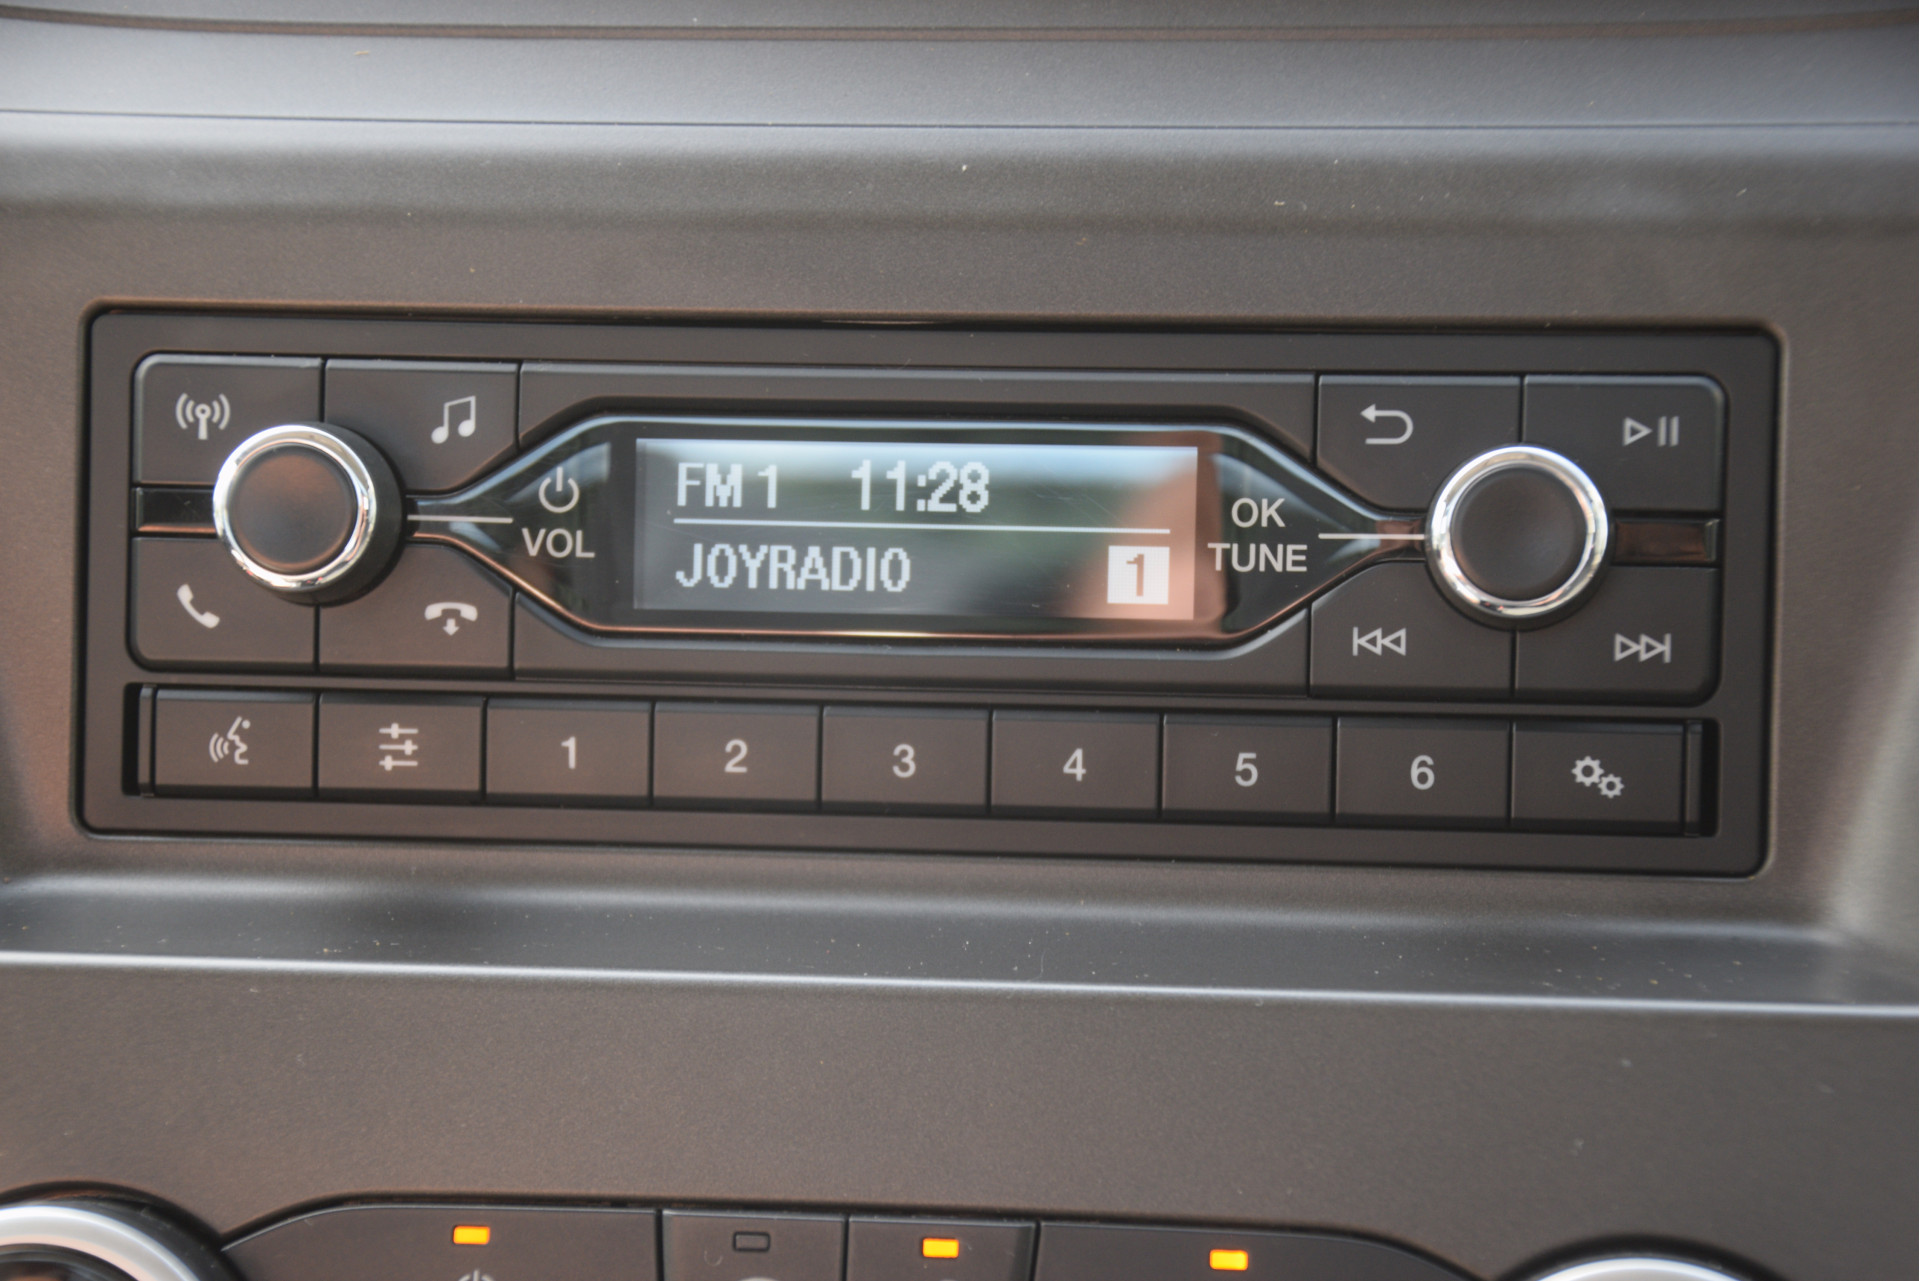 FM 1 11:28
JOYRADIO 1
VOL
OK
TUNE
1 2 3 4 5 6